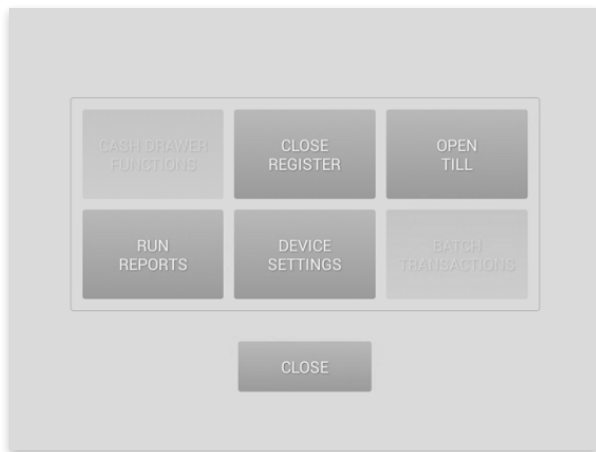 CASH DRAWER
FUNCTIONS
CLOSE
REGISTER
OPEN
TILL
RUN
REPORTS
DEVICE
SETTINGS
BATCH
TRANSACTIONS
CLOSE